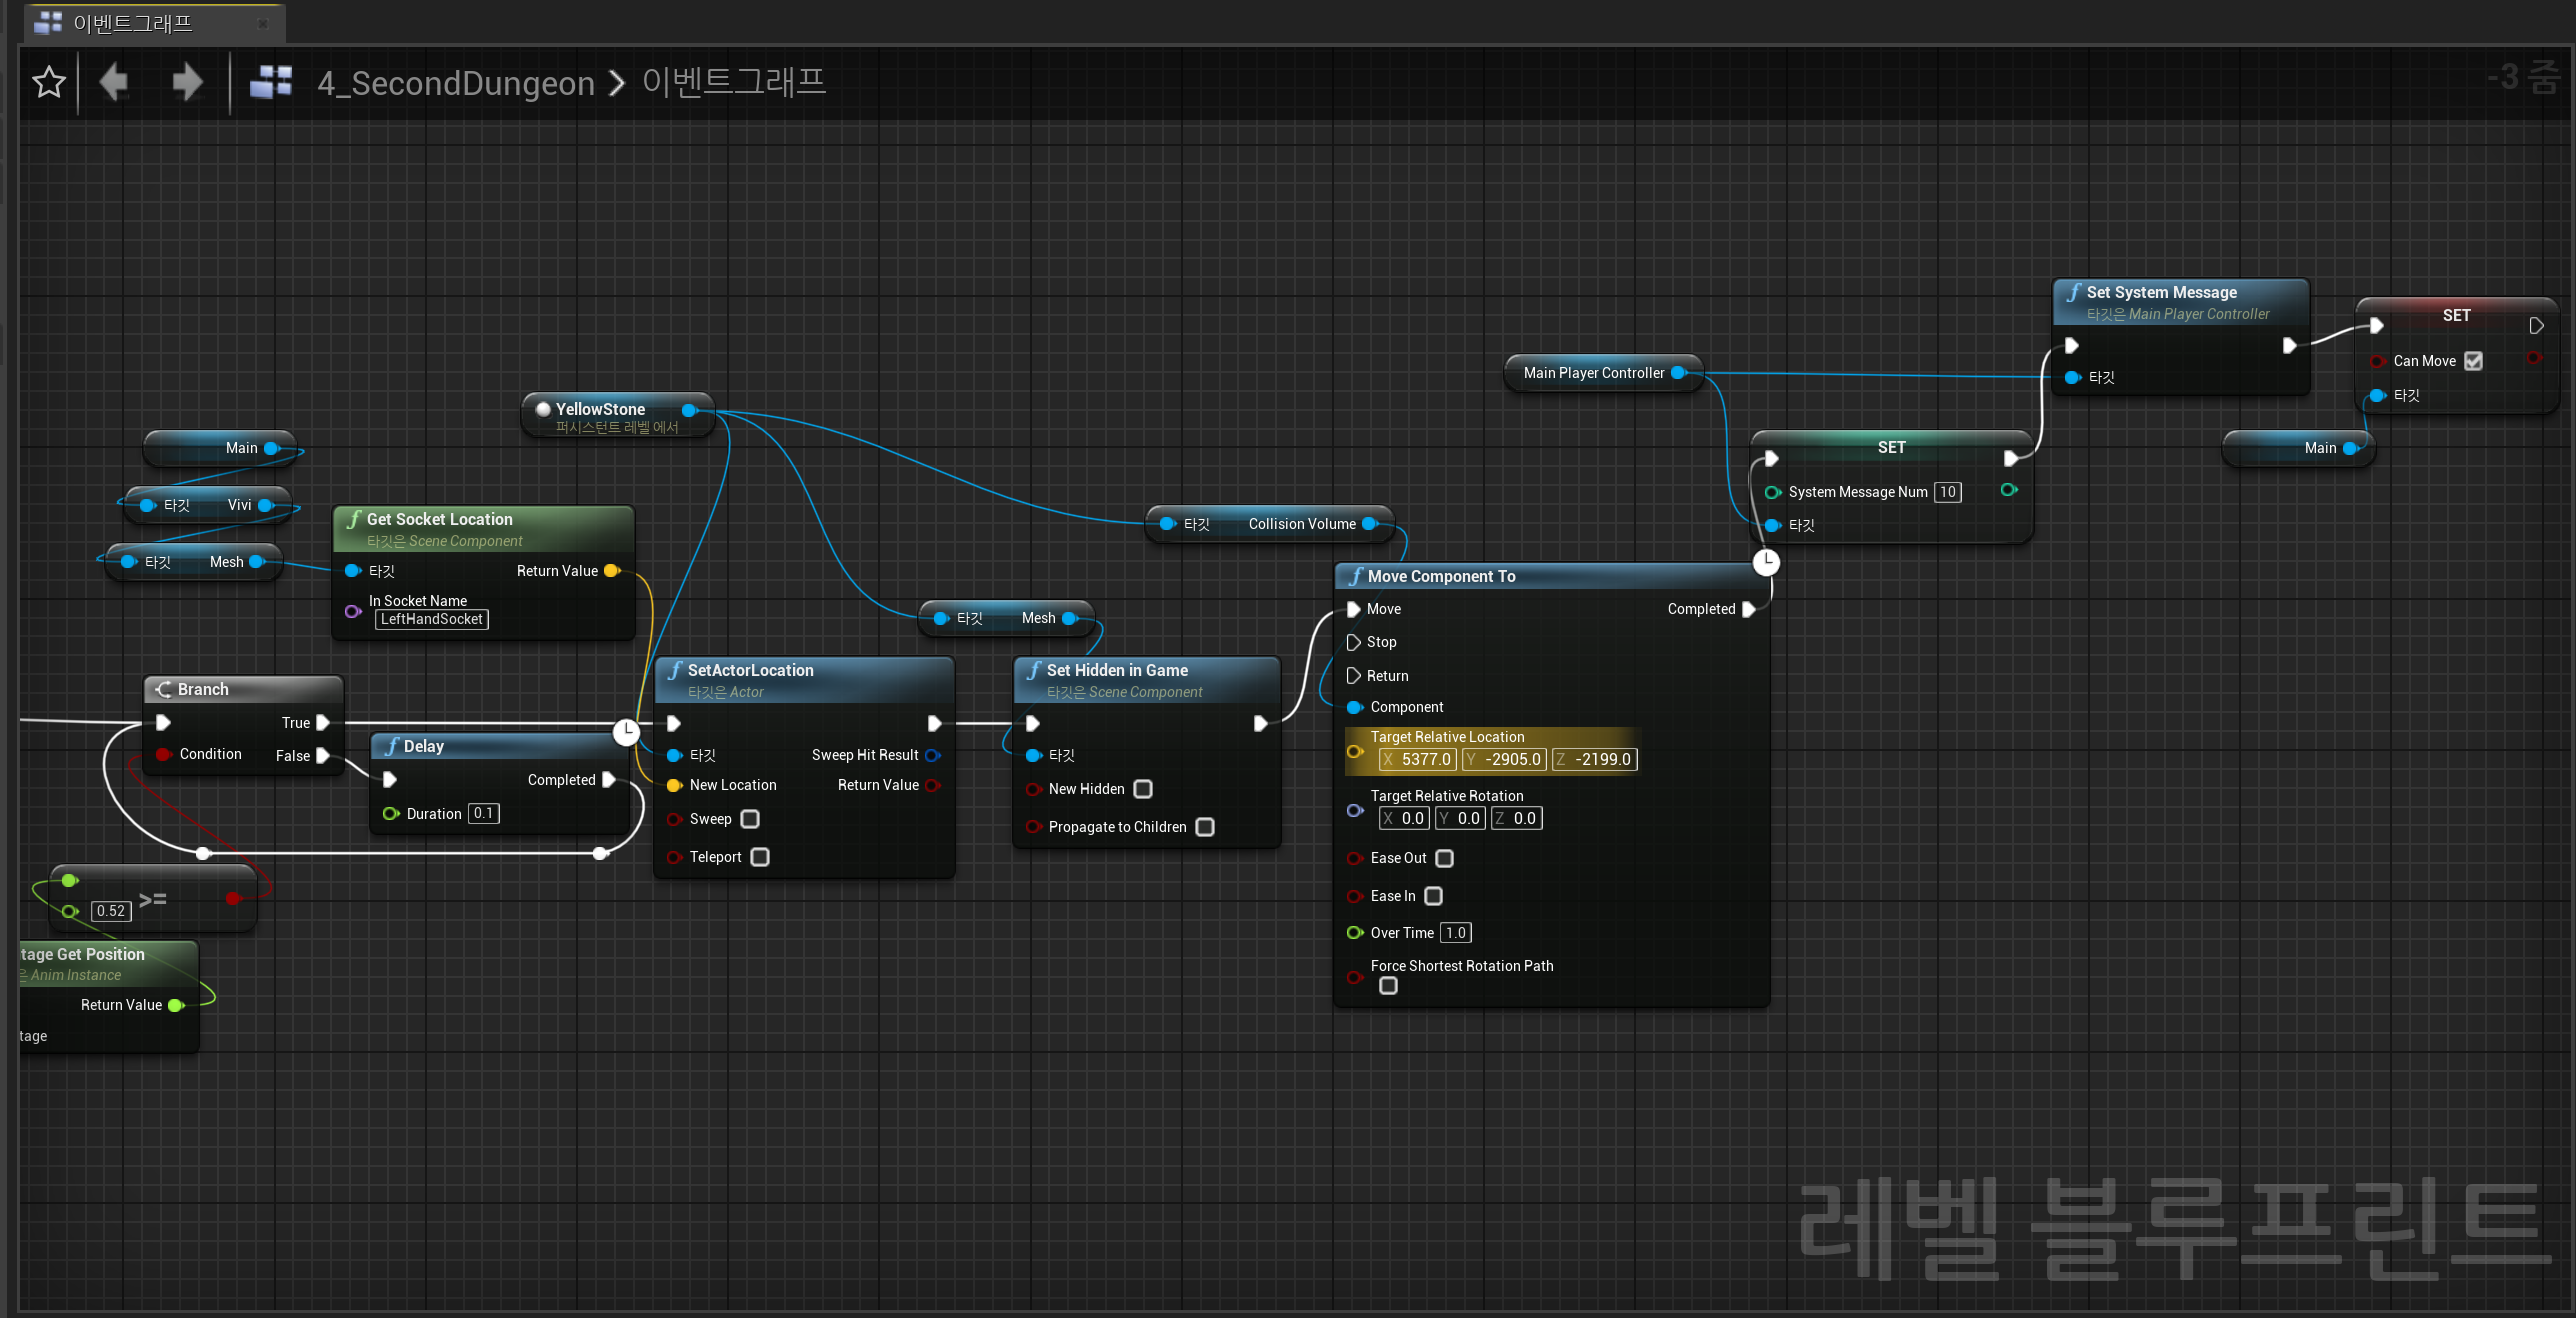 이벤트그래프
4_SecondDungeon > 이벤트그래프
-3 줌
Set System Message
타깃은 Main Player Controller
타깃
SET
Can Move
타깃
Main
Main Player Controller
SET
System Message Num 10
타깃
YellowStone
퍼시스턴트 레벨 에서
Main
타깃 Vivi
타깃 Mesh
Get Socket Location
타깃은 Scene Component
타깃 Return Value
In Socket Name
LeftHandSocket
타깃 Collision Volume
타깃 Mesh
Branch
True
Condition False
Delay
Completed
Duration 0.1
SetActorLocation
타깃은 Actor
타깃 Sweep Hit Result
New Location Return Value
Sweep
Teleport
Set Hidden in Game
타깃은 Scene Component
타깃
New Hidden
Propagate to Children
Move Component To
Move Completed
Stop
Return
Component
Target Relative Location
X 5377.0 Y -2905.0 Z -2199.0
Target Relative Rotation
X 0.0 Y 0.0 Z 0.0
Ease Out
Ease In
Over Time 1.0
Force Shortest Rotation Path
0.52 >=
tage Get Position
은 Anim Instance
Return Value
tage
레벨 블루프린트